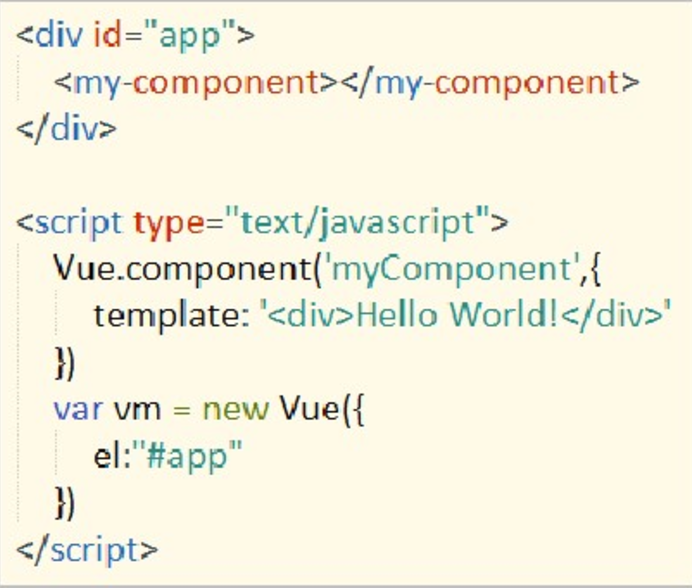 <div id="app">
<my-component></my-component>
</div>
<script type="text/javascript">
Vue.component('myComponent',{
template: '<div>Hello World!</div>'
})
var vm = new Vue({
el:"#app"
})
</script>